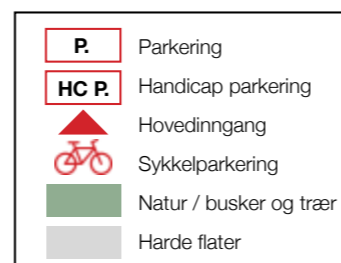 P. Parkering
HC P. Handicap parkering
Hovedinngang
Sykkelparkering
Natur / busker og trær
Harde flater